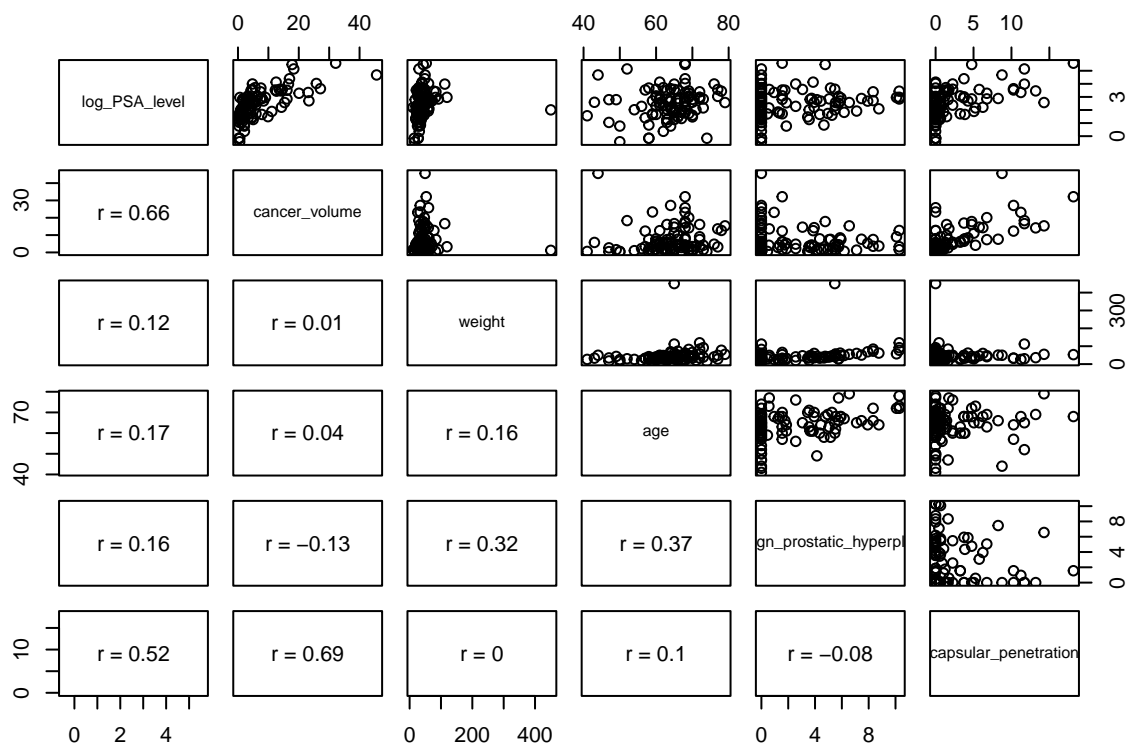 0 20 40
40 60 80
0 5 10
log_PSA_level
0 3
0 30
r = 0.66
cancer_volume
r = 0.12
r = 0.01
weight
0 300
40 70
r = 0.17
r = 0.04
r = 0.16
age
r = 0.16
r = −0.13
r = 0.32
r = 0.37
gn_prostatic_hyperpl
0 4 8
0 10
r = 0.52
r = 0.69
r = 0
r = 0.1
r = −0.08
capsular_penetration
0 2 4
0 200 400
0 4 8